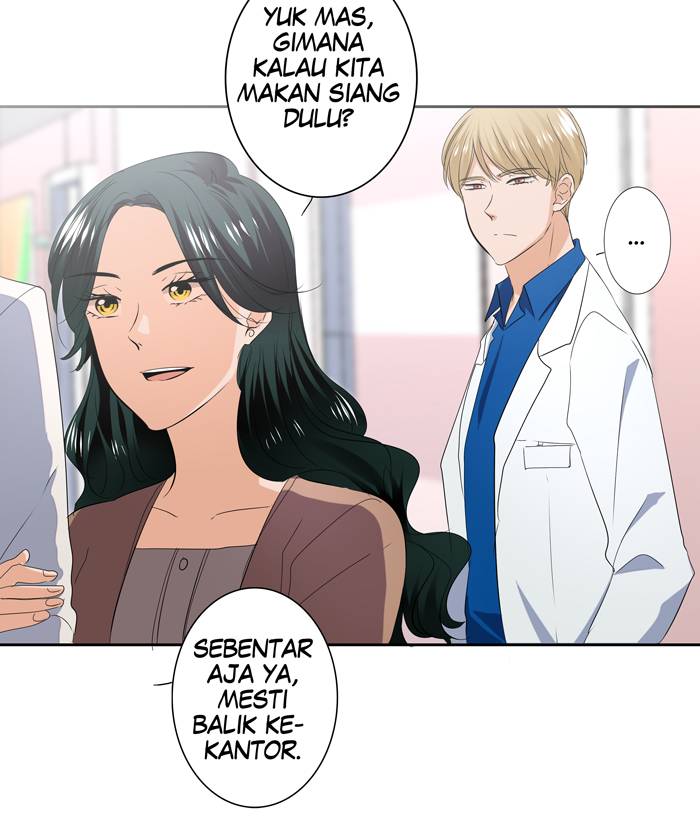 YUK MAS,
GIMANA
KALAU KITA
MAKAN SIANG
DULU?
...
SEBENTAR
AJA YA,
MESTI
BALIK KE-
KANTOR.